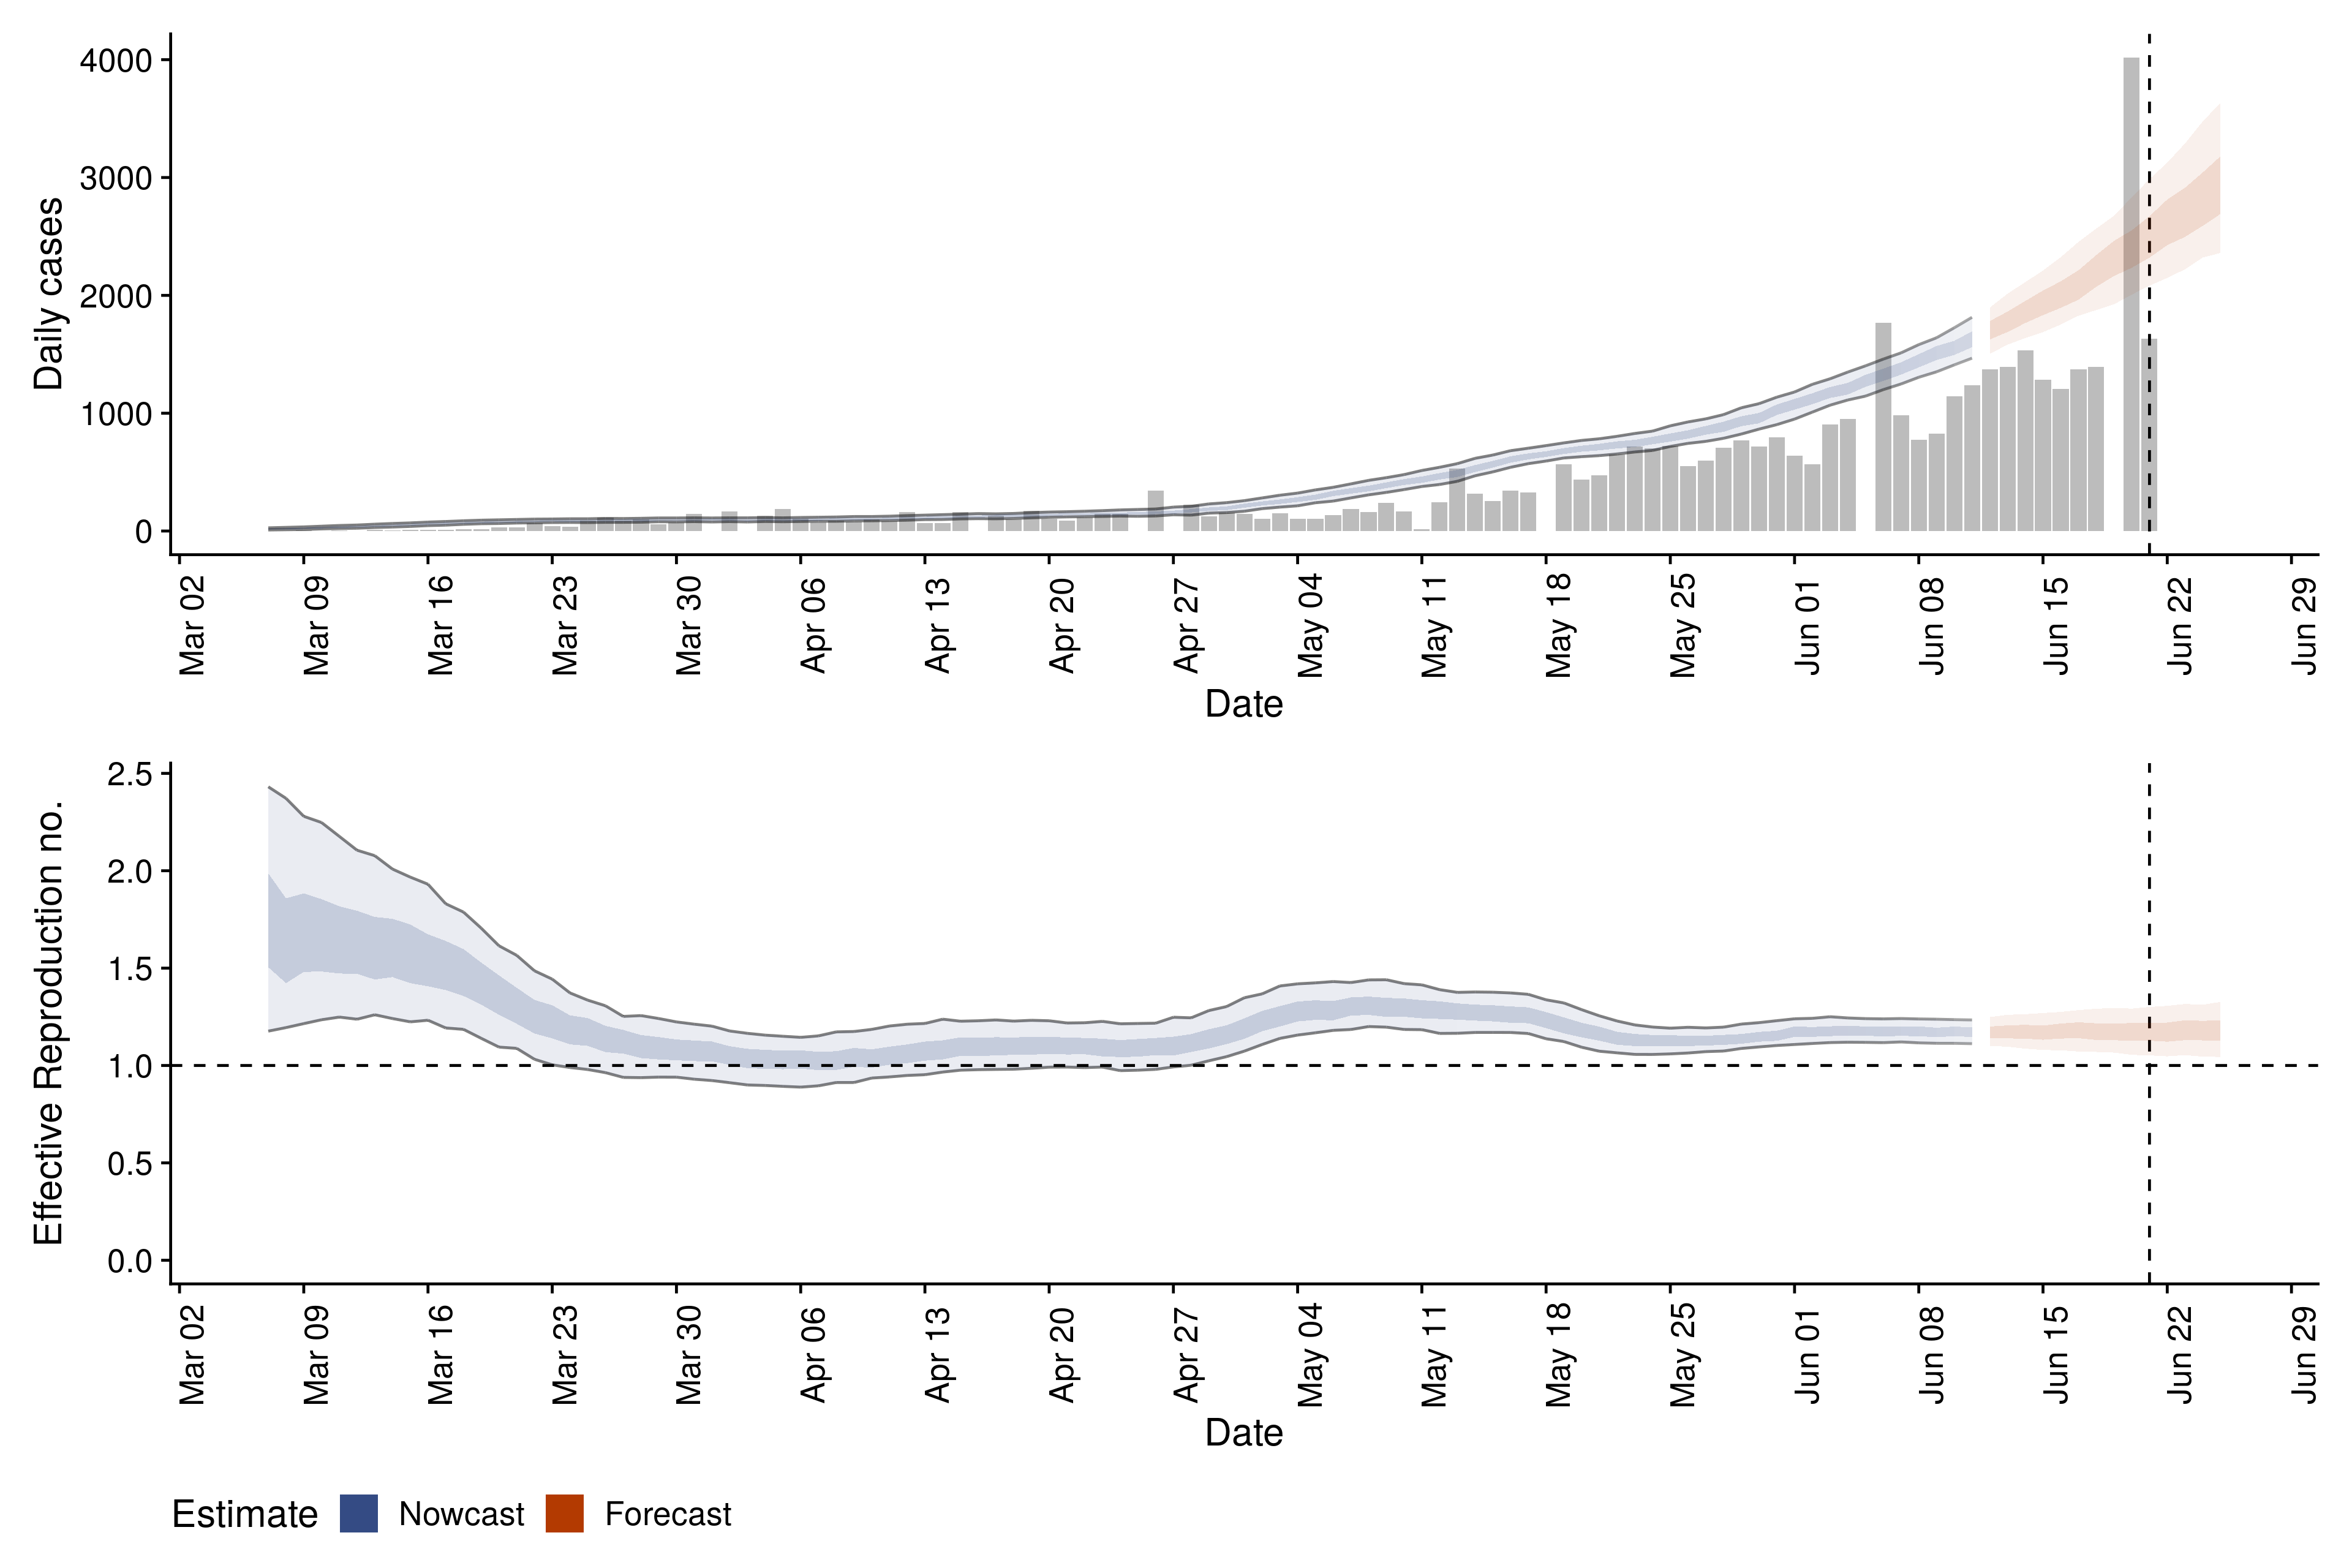 4000
3000
2000
1000
0
Daily cases
Mar 02 Mar 09 Mar 16 Mar 23 Mar 30 Apr 06 Apr 13 Apr 20 Apr 27 May 04 May 11 May 18 May 25 Jun 01 Jun 08 Jun 15 Jun 22 Jun 29
Date
2.5
2.0
1.5
1.0
0.5
0.0
Effective Reproduction no.
Mar 02 Mar 09 Mar 16 Mar 23 Mar 30 Apr 06 Apr 13 Apr 20 Apr 27 May 04 May 11 May 18 May 25 Jun 01 Jun 08 Jun 15 Jun 22 Jun 29
Date
Estimate Nowcast Forecast